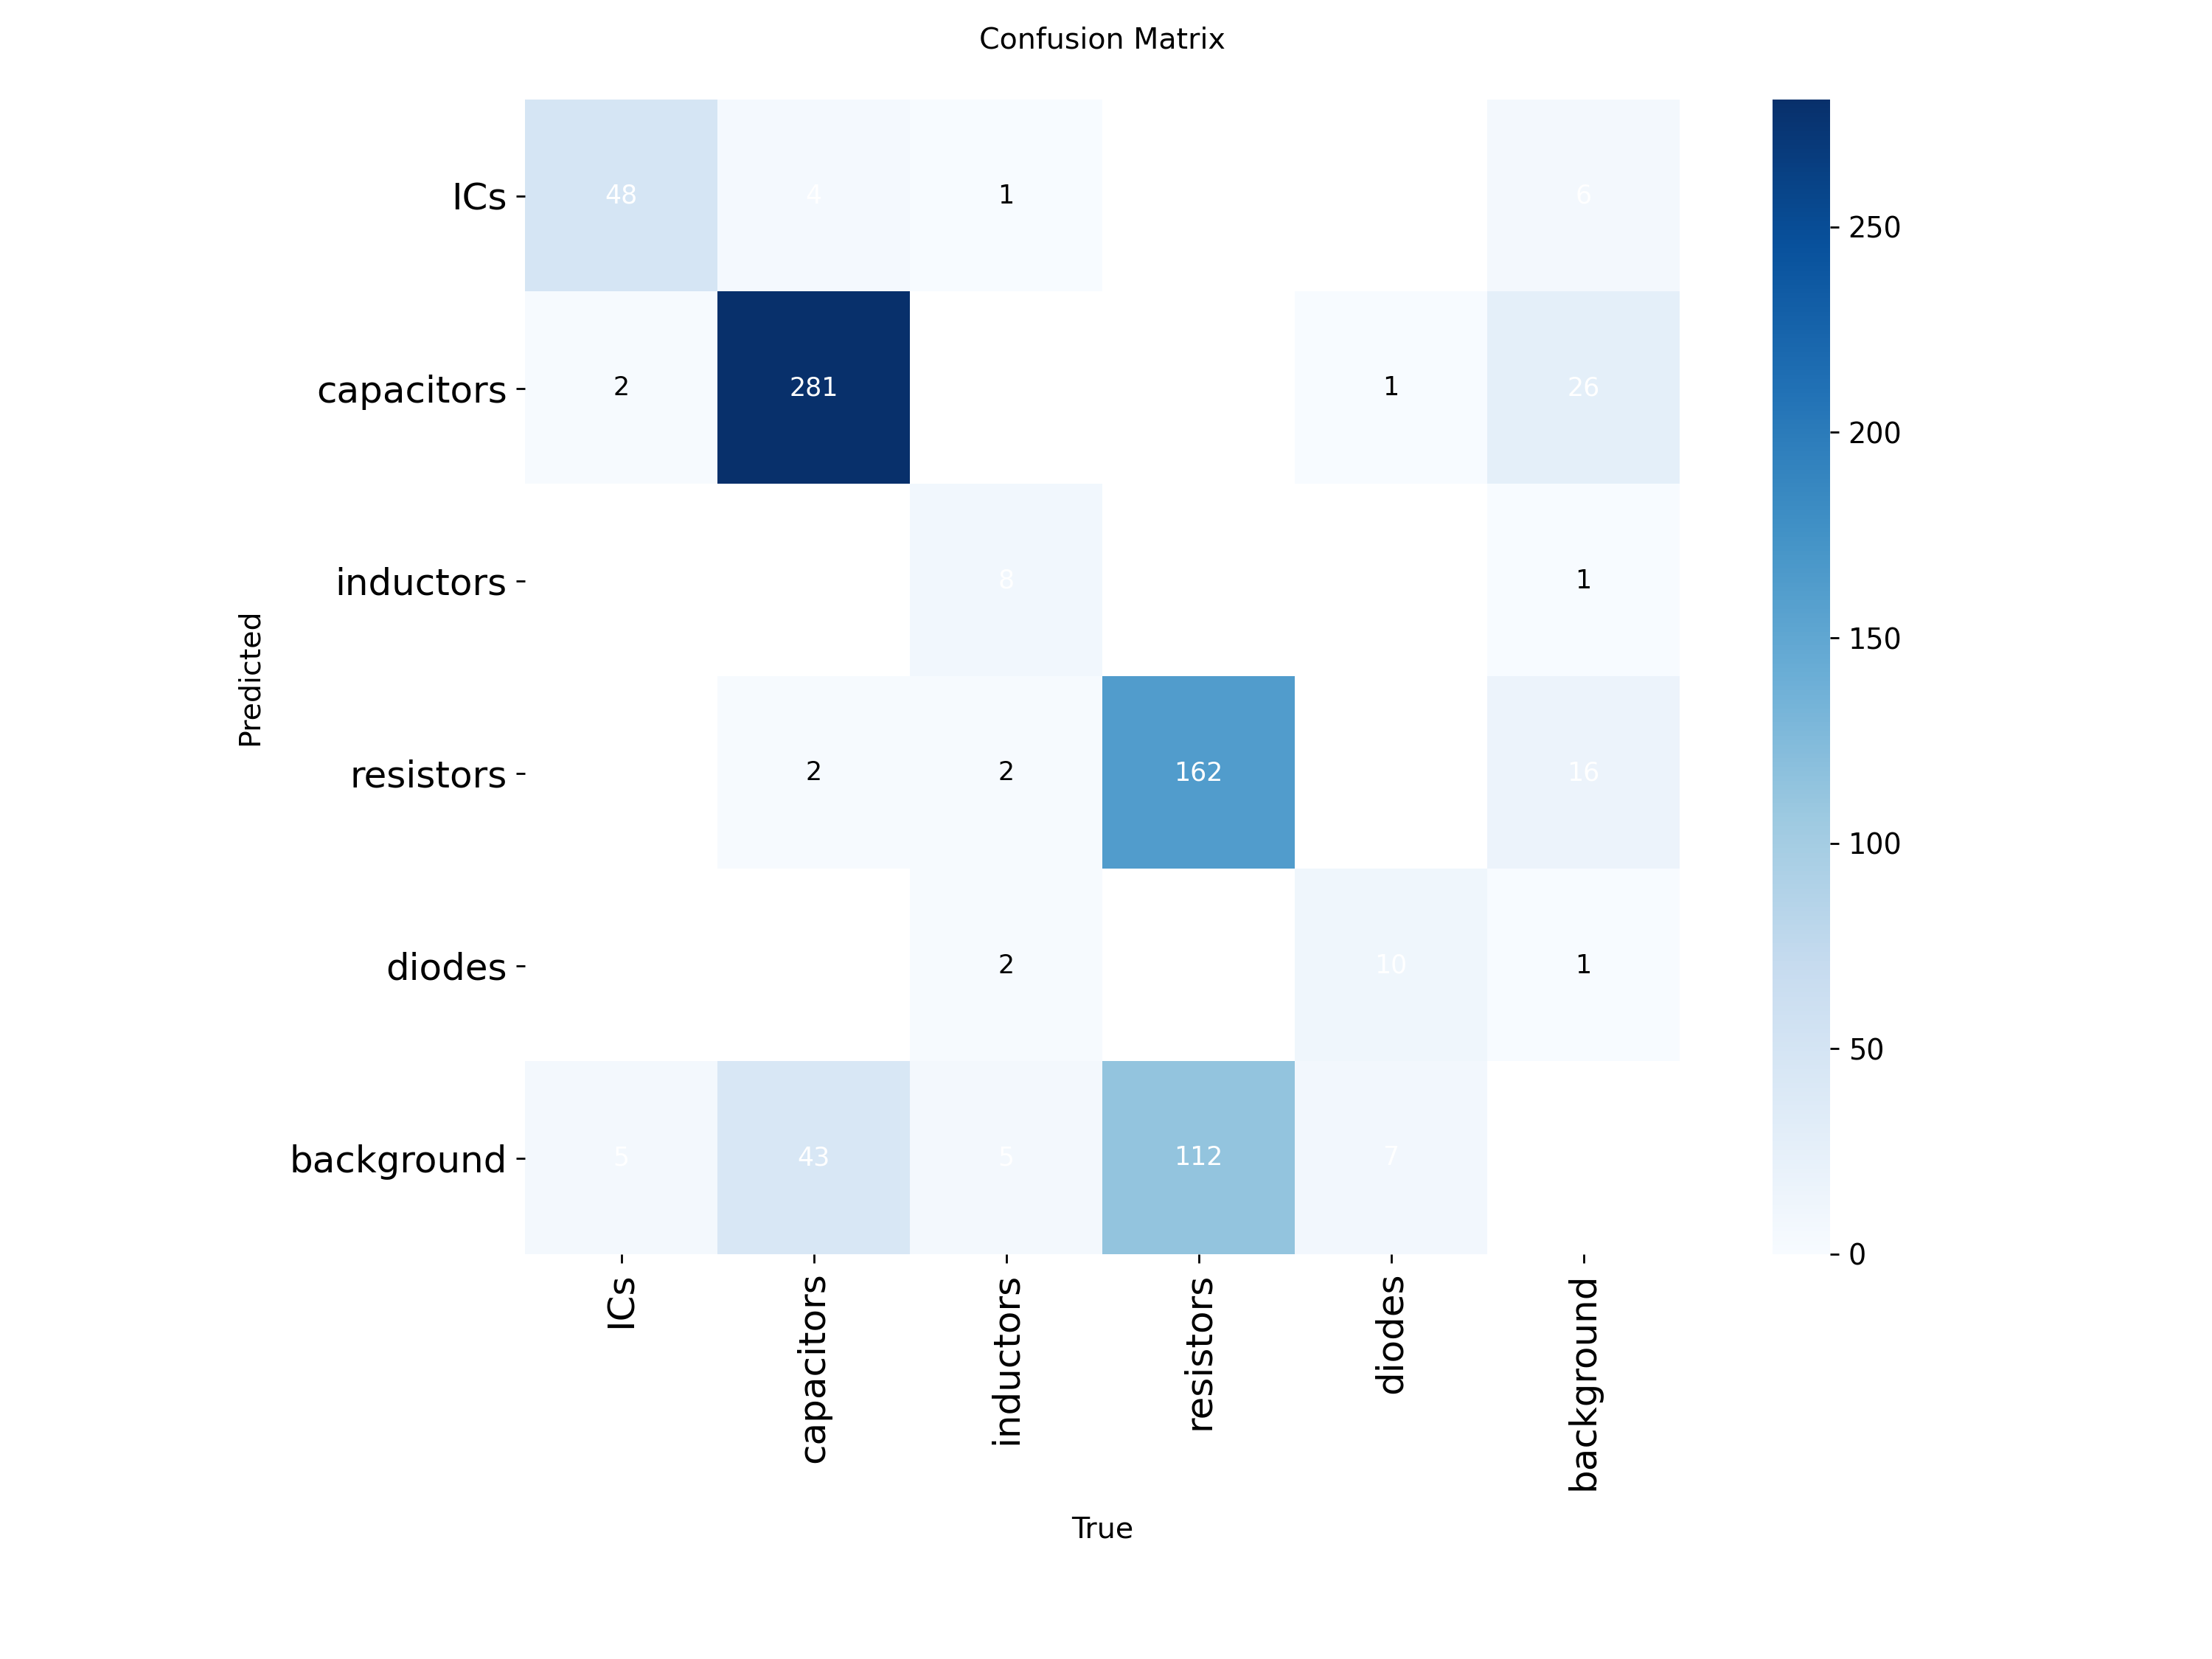 Confusion Matrix
ICs 48 4 1 6
250
capacitors 2 281 1 26
200
inductors 8 1
150
Predicted
resistors 2 2 162 16
100
diodes 2 10 1
50
background 5 43 5 112 7
0
ICs capacitors inductors resistors diodes background
True